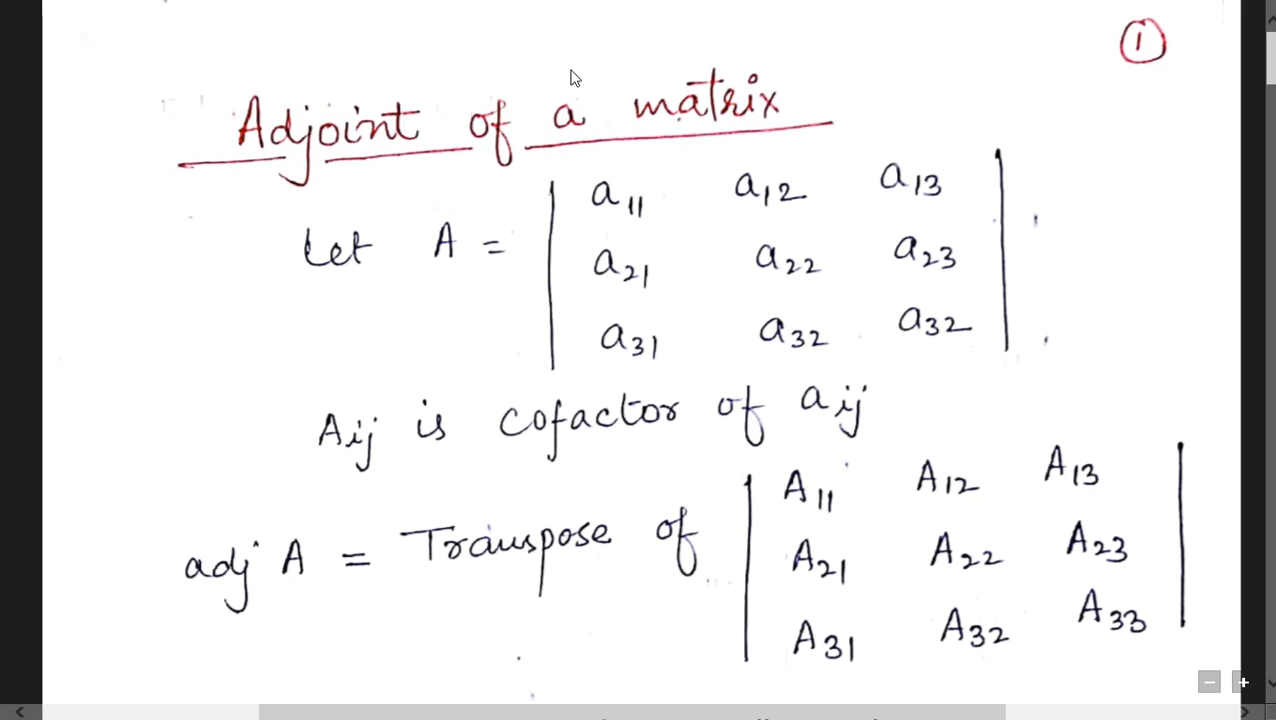 ①
Adjoint of a matrix
Let A = | a11 a12 a13 |
| a21 a22 a23 |
| a31 a32 a32 |
Aij is cofactor of aij
adj A = Transpose of | A11 A12 A13 |
| A21 A22 A23 |
| A31 A32 A33 |